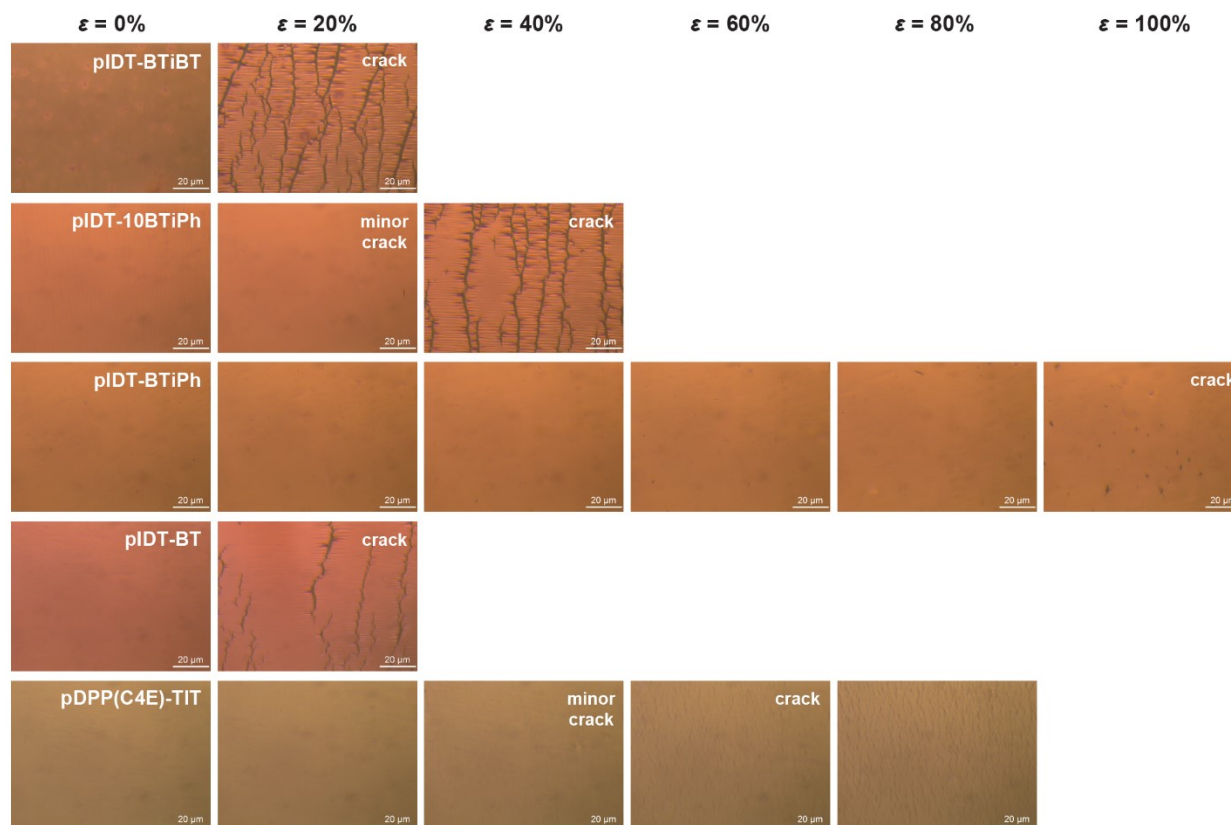 ε = 0% ε = 20% ε = 40% ε = 60% ε = 80% ε = 100%
pIDT-BTiBT crack
20 µm 20 µm
pIDT-10BTiPh minor crack
crack
20 µm 20 µm 20 µm
pIDT-BTiPh crack
20 µm 20 µm 20 µm 20 µm 20 µm 20 µm
pIDT-BT crack
20 µm 20 µm
pDPP(C4E)-TIT minor crack
crack
20 µm 20 µm 20 µm 20 µm 20 µm